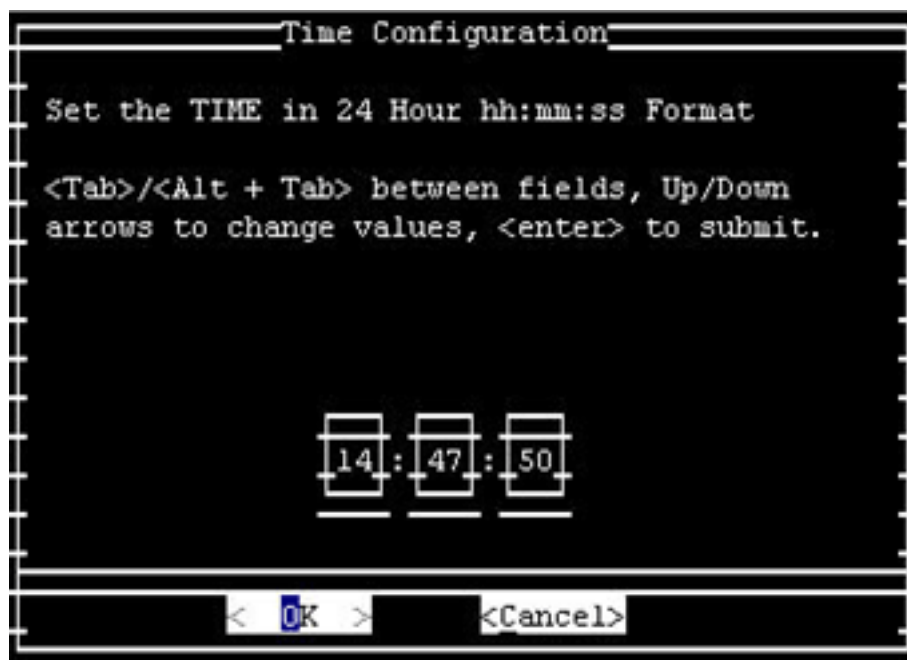 Time Configuration
Set the TIME in 24 Hour hh:mm:ss Format
<Tab>/<Alt + Tab> between fields, Up/Down
arrows to change values, <enter> to submit.
14 : 47 : 50
< OK > <Cancel>